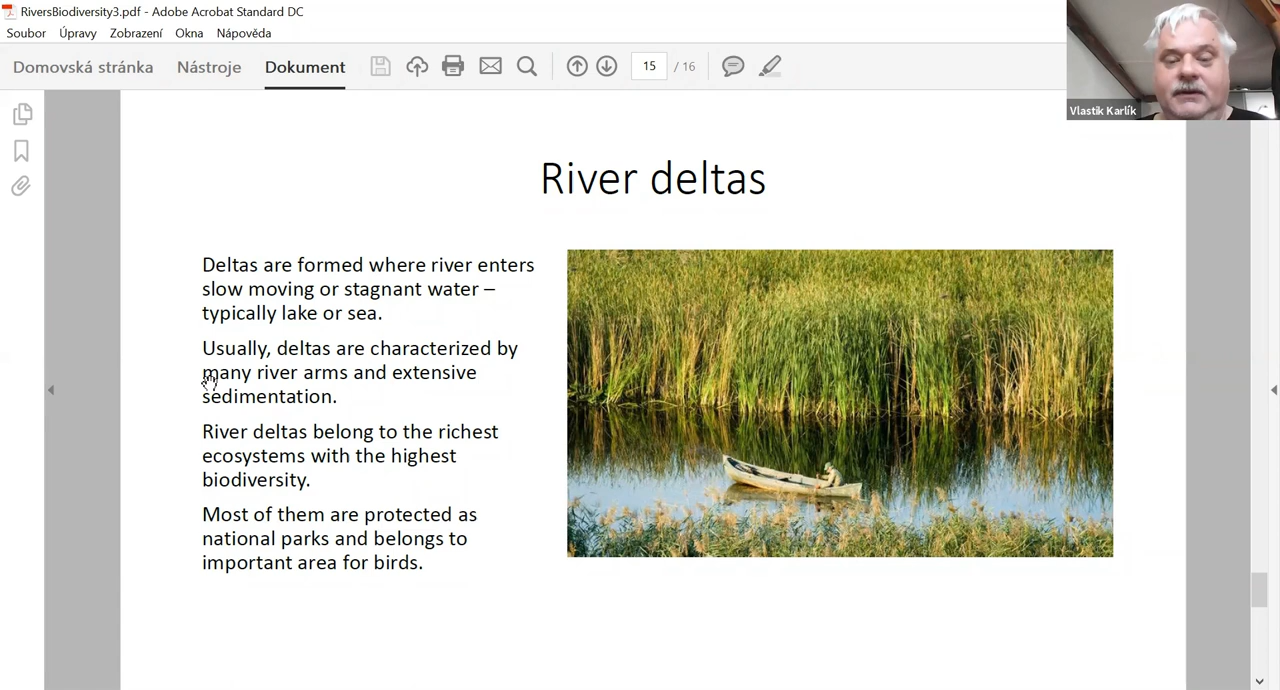 RiversBiodiversity3.pdf - Adobe Acrobat Standard DC
Soubor Úpravy Zobrazení Okna Nápověda
Domovská stránka Nástroje Dokument 15 / 16
Vlastik Karlík
River deltas
Deltas are formed where river enters
slow moving or stagnant water –
typically lake or sea.
Usually, deltas are characterized by
many river arms and extensive
sedimentation.
River deltas belong to the richest
ecosystems with the highest
biodiversity.
Most of them are protected as
national parks and belongs to
important area for birds.